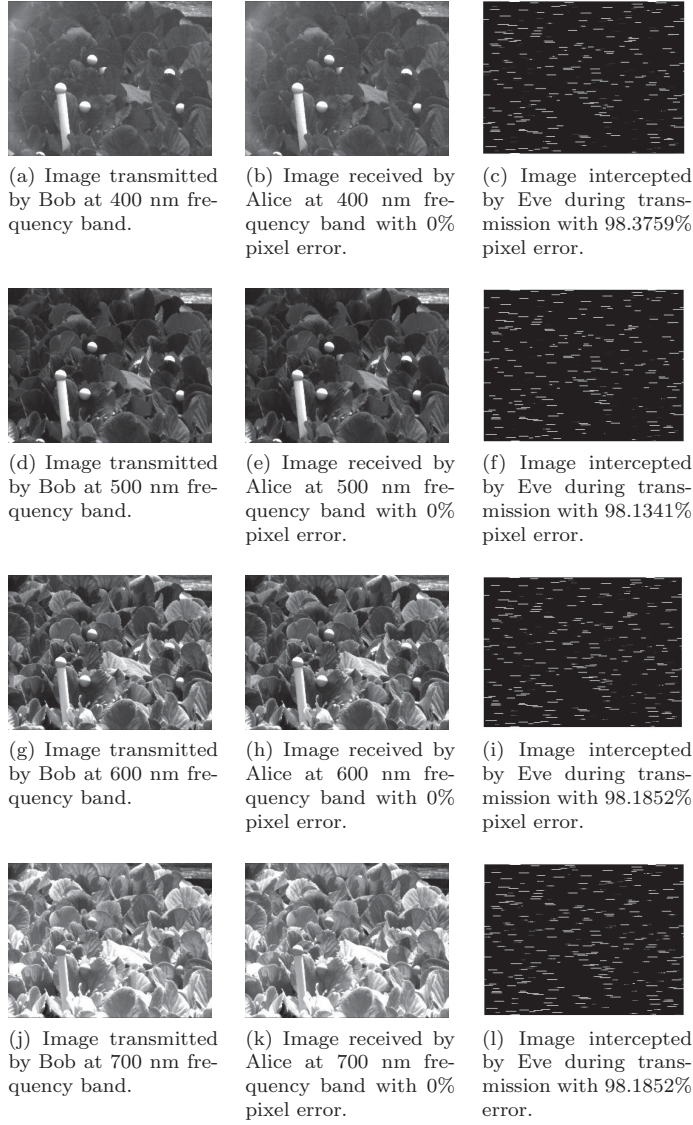 (a) Image transmitted
by Bob at 400 nm fre-
quency band.
(b) Image received by
Alice at 400 nm fre-
quency band with 0%
pixel error.
(c) Image intercepted
by Eve during trans-
mission with 98.3759%
pixel error.
(d) Image transmitted
by Bob at 500 nm fre-
quency band.
(e) Image received by
Alice at 500 nm fre-
quency band with 0%
pixel error.
(f) Image intercepted
by Eve during trans-
mission with 98.1341%
pixel error.
(g) Image transmitted
by Bob at 600 nm fre-
quency band.
(h) Image received by
Alice at 600 nm fre-
quency band with 0%
pixel error.
(i) Image intercepted
by Eve during trans-
mission with 98.1852%
pixel error.
(j) Image transmitted
by Bob at 700 nm fre-
quency band.
(k) Image received by
Alice at 700 nm fre-
quency band with 0%
pixel error.
(l) Image intercepted
by Eve during trans-
mission with 98.1852%
error.